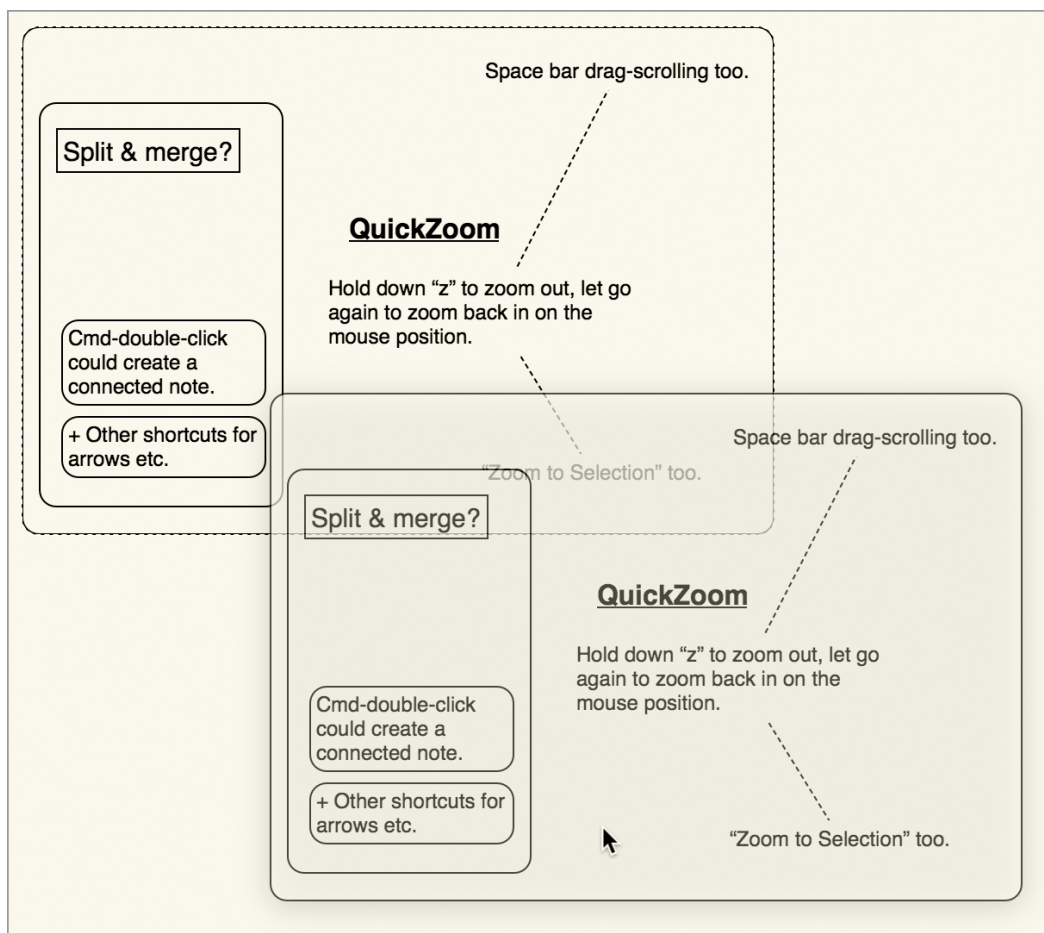 Space bar drag-scrolling too.
Split & merge?
QuickZoom
Hold down “z” to zoom out, let go
again to zoom back in on the
mouse position.
Cmd-double-click
could create a
connected note.
+ Other shortcuts for
arrows etc.
“Zoom to Selection” too.
Space bar drag-scrolling too.
Split & merge?
QuickZoom
Hold down “z” to zoom out, let go
again to zoom back in on the
mouse position.
Cmd-double-click
could create a
connected note.
+ Other shortcuts for
arrows etc.
“Zoom to Selection” too.